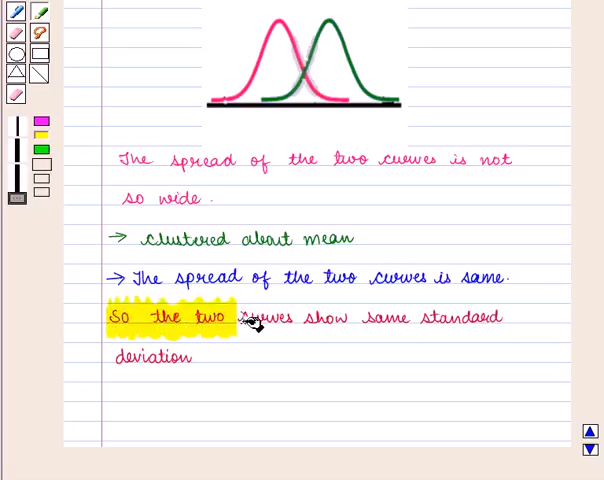 The spread of the two curves is not
so wide.
→ clustered about mean
→ The spread of the two curves is same.
So the two curves show same standard
deviation